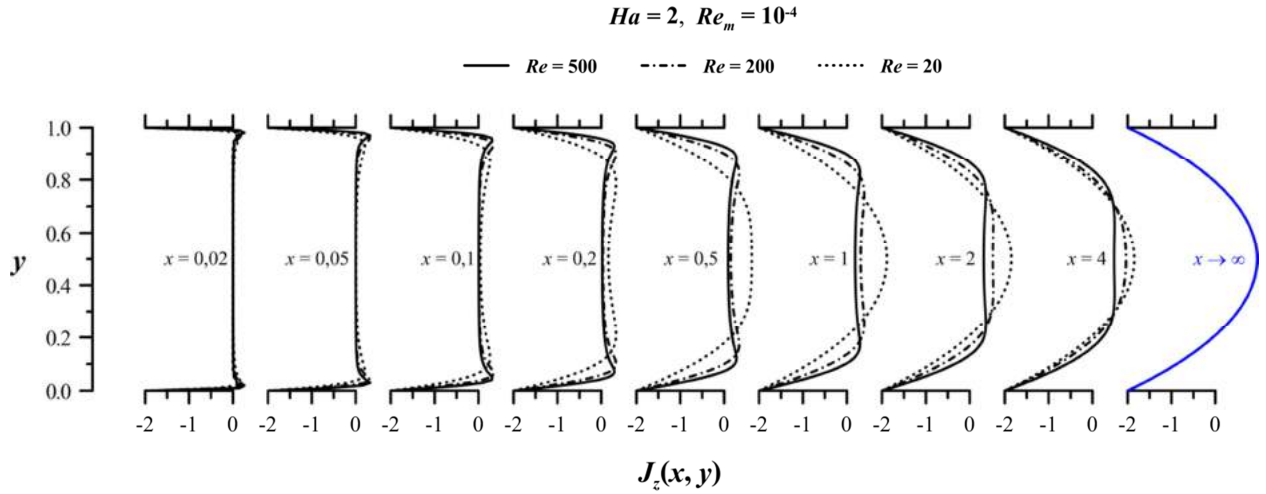 Ha = 2, Re_m = 10^-4
Re = 500 Re = 200 Re = 20
1.0
0.8
0.6
0.4
0.2
0.0
y
x = 0,02 x = 0,05 x = 0,1 x = 0,2 x = 0,5 x = 1 x = 2 x = 4 x → ∞
-2 -1 0 -2 -1 0 -2 -1 0 -2 -1 0 -2 -1 0 -2 -1 0 -2 -1 0 -2 -1 0 -2 -1 0
J_z(x, y)